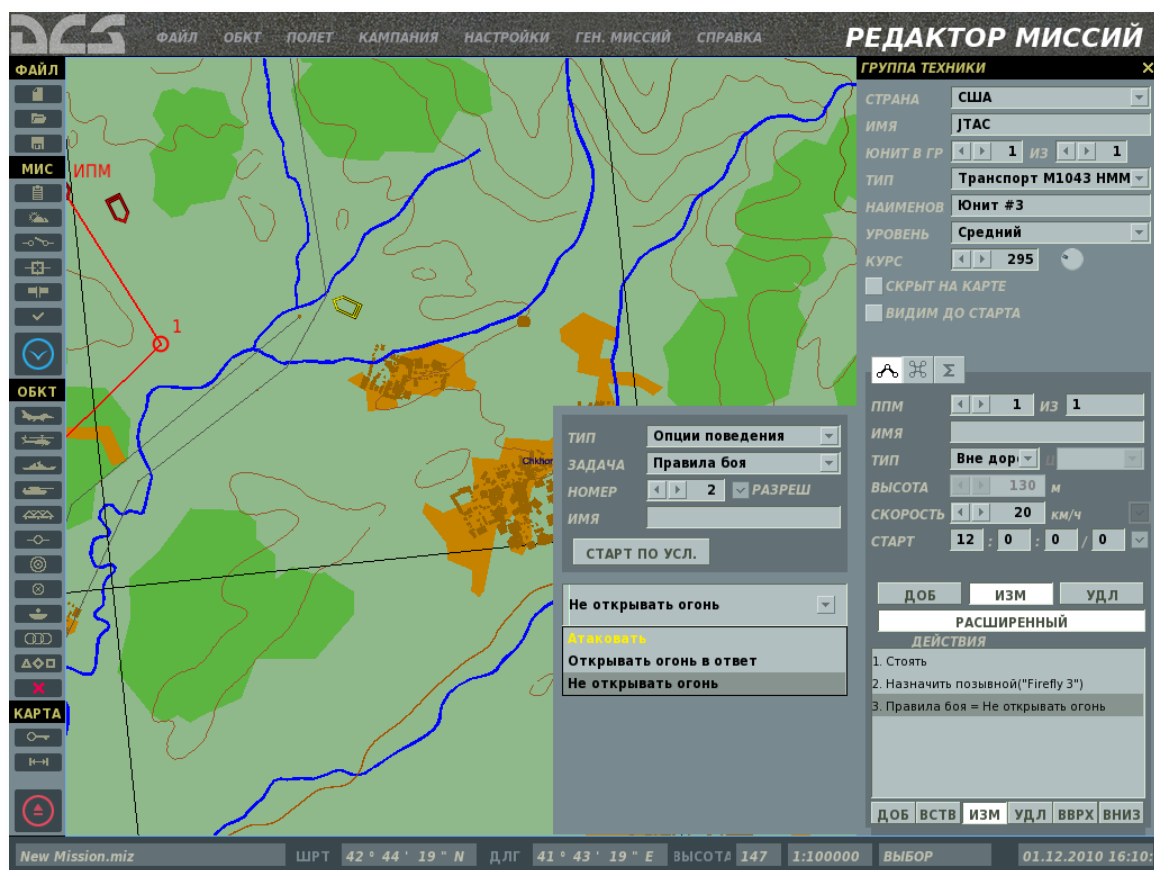 DCS
ФАЙЛ ОБКТ ПОЛЕТ КАМПАНИЯ НАСТРОЙКИ ГЕН. МИССИЙ СПРАВКА
РЕДАКТОР МИССИЙ
ФАЙЛ
МИС
ОБКТ
КАРТА
ИПМ
1
Chkhor
ГРУППА ТЕХНИКИ
СТРАНА США
ИМЯ JTAC
ЮНИТ В ГР 1 ИЗ 1
ТИП Транспорт M1043 HMM
НАИМЕНОВ Юнит #3
УРОВЕНЬ Средний
КУРС 295
СКРЫТ НА КАРТЕ
ВИДИМ ДО СТАРТА
Σ
ППМ 1 ИЗ 1
ИМЯ
ТИП Вне доро
ВЫСОТА 130 м
СКОРОСТЬ 20 км/ч
СТАРТ 12 : 0 : 0 / 0
ДОБ ИЗМ УДЛ
РАСШИРЕННЫЙ
ДЕЙСТВИЯ
1. Стоять
2. Назначить позывной("Firefly 3")
3. Правила боя = Не открывать огонь
ДОБ ВСТВ ИЗМ УДЛ ВВРХ ВНИЗ
ТИП Опции поведения
ЗАДАЧА Правила боя
НОМЕР 2 РАЗРЕШ
ИМЯ
СТАРТ ПО УСЛ.
Не открывать огонь
Атаковать
Открывать огонь в ответ
Не открывать огонь
New Mission.miz ШРТ 42 ° 44 ' 19 " N ДЛГ 41 ° 43 ' 19 " E ВЫСОТА 147 1:100000 ВЫБОР 01.12.2010 16:10: